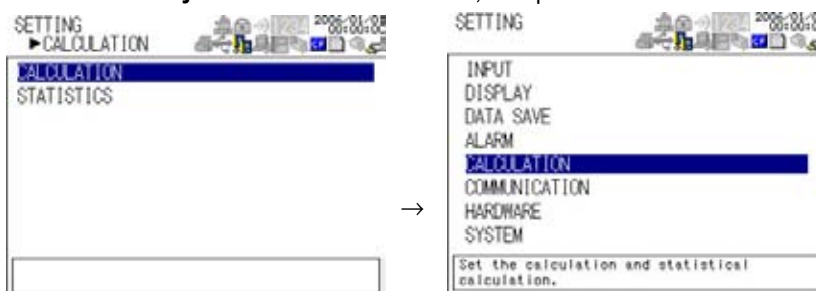 SETTING
►CALCULATION
CALCULATION
STATISTICS
→
SETTING
INPUT
DISPLAY
DATA SAVE
ALARM
CALCULATION
COMMUNICATION
HARDWARE
SYSTEM
Set the calculation and statistical
calculation.